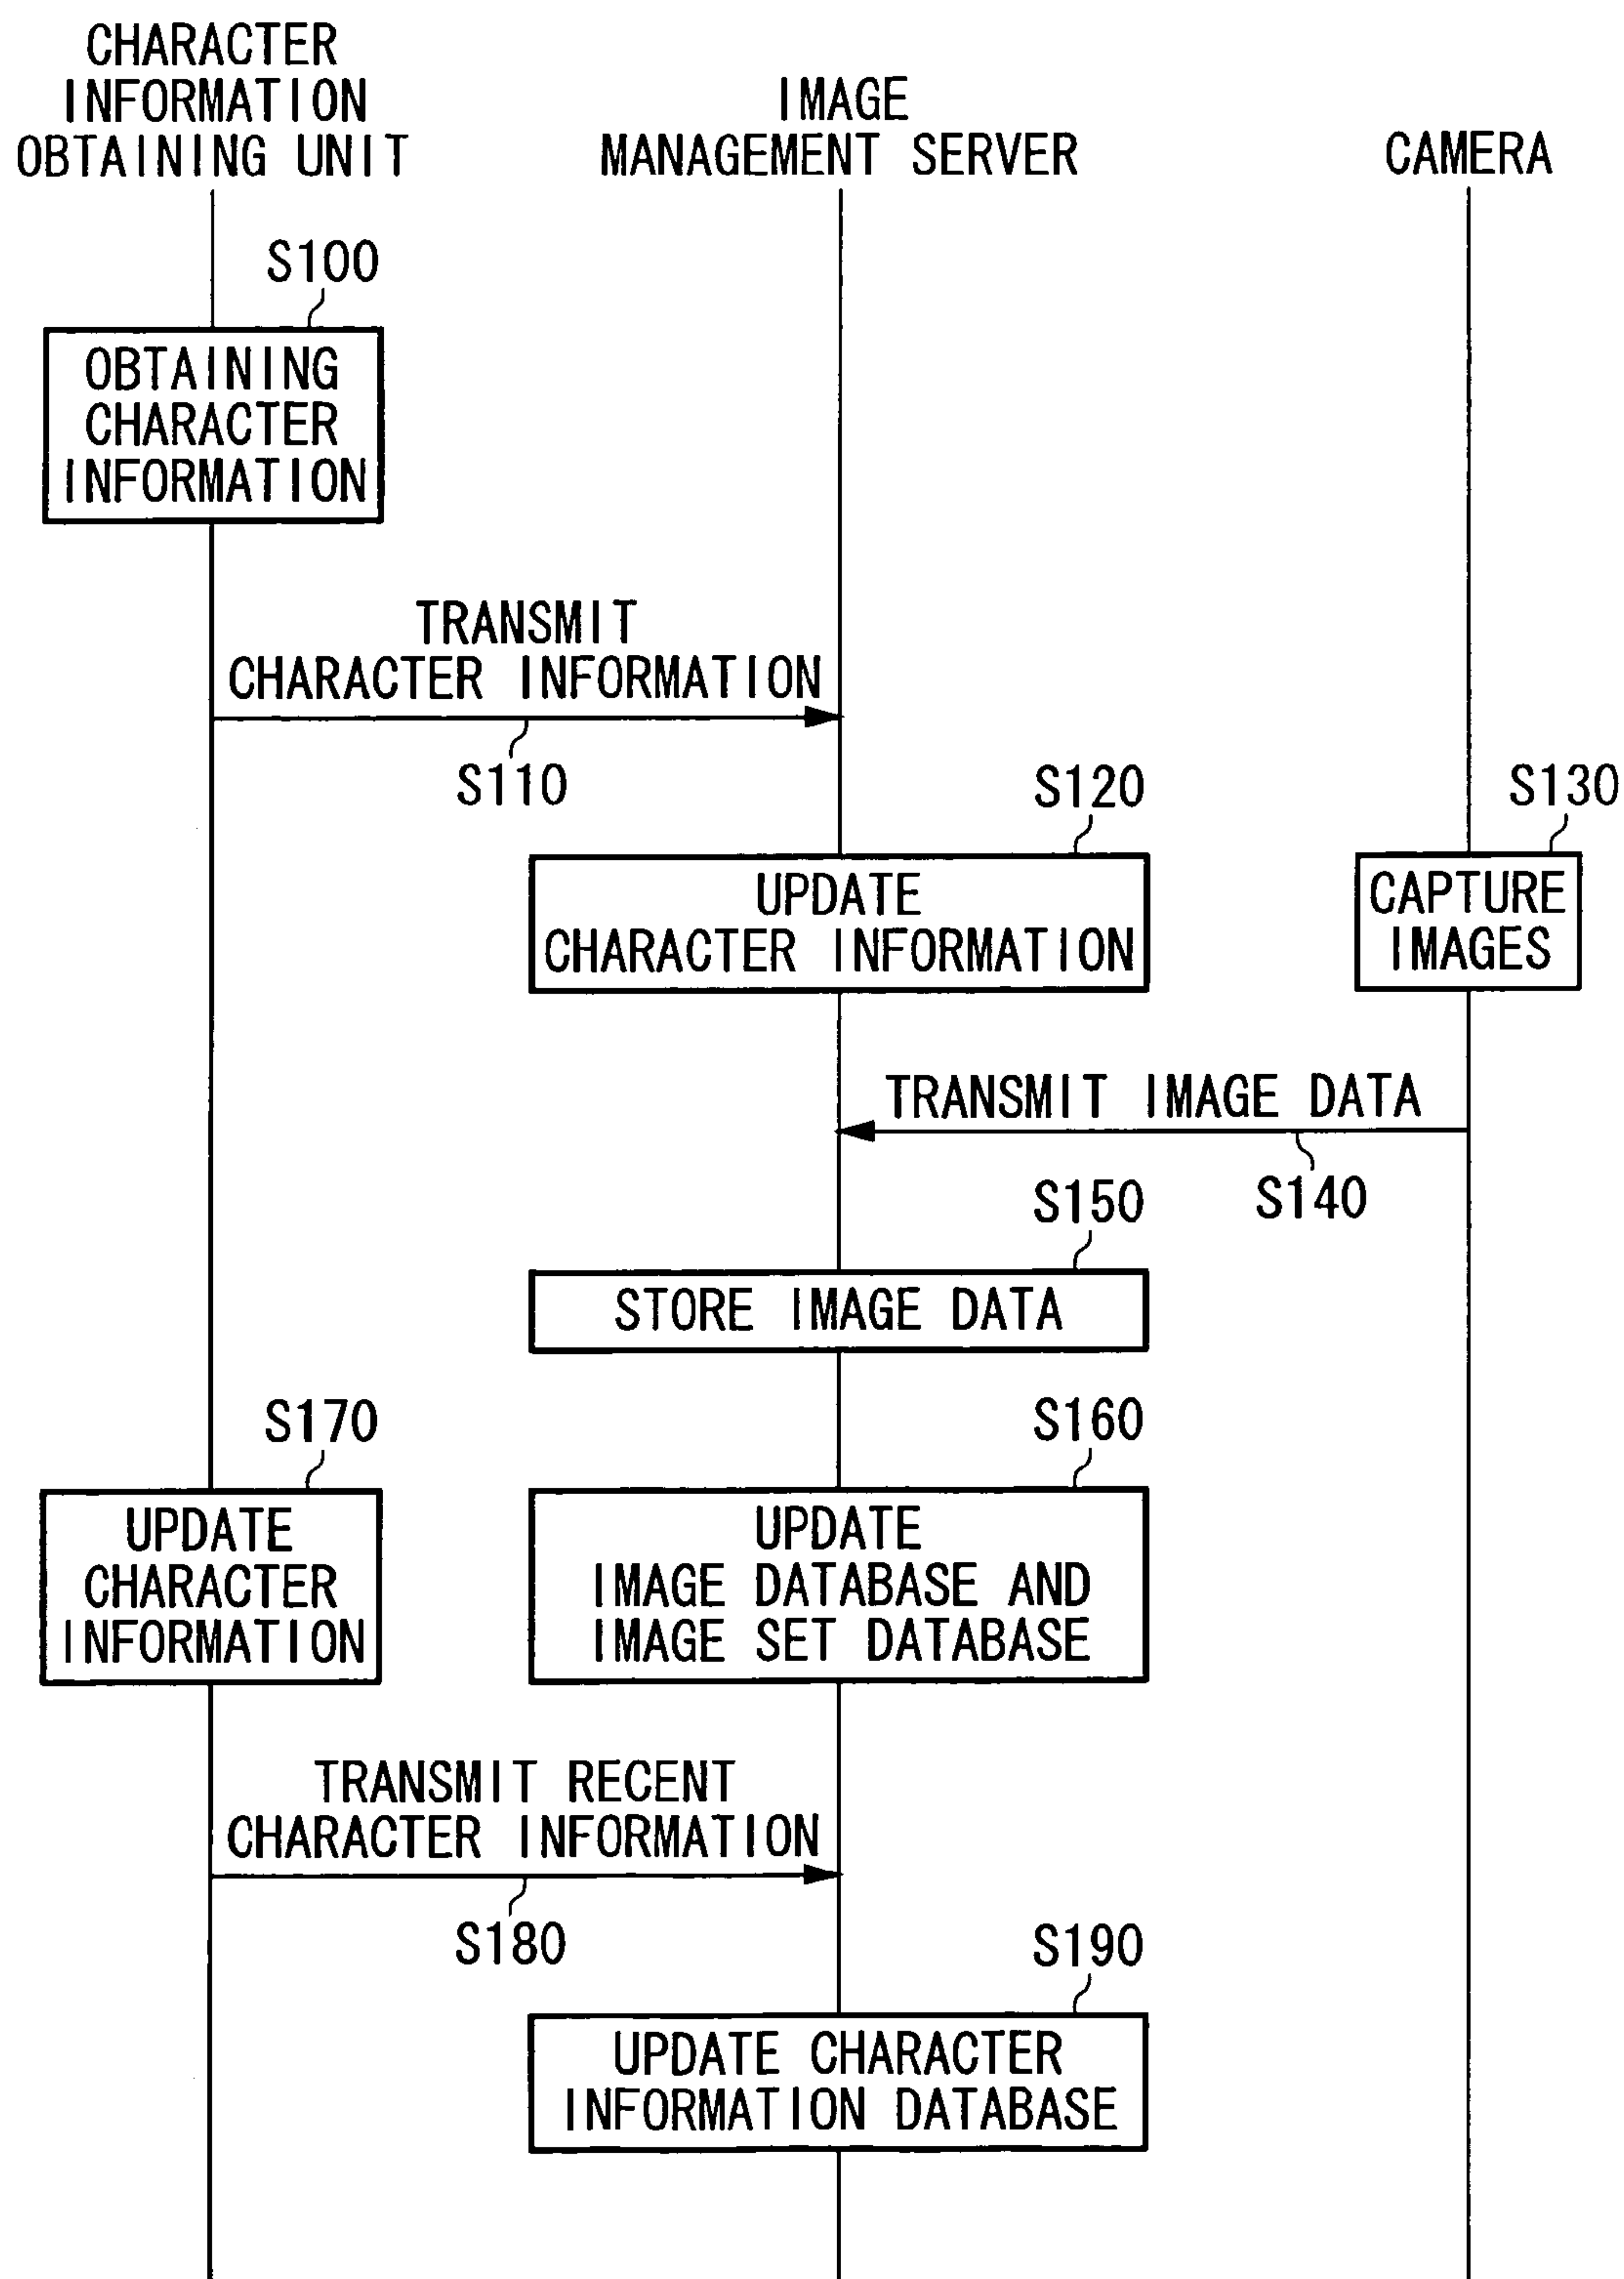 CHARACTER
INFORMATION
OBTAINING UNIT
IMAGE
MANAGEMENT SERVER
CAMERA
S100
OBTAINING
CHARACTER
INFORMATION
TRANSMIT
CHARACTER INFORMATION
S110
S120
UPDATE
CHARACTER INFORMATION
S130
CAPTURE
IMAGES
TRANSMIT IMAGE DATA
S140
S150
STORE IMAGE DATA
S170
UPDATE
CHARACTER
INFORMATION
S160
UPDATE
IMAGE DATABASE AND
IMAGE SET DATABASE
TRANSMIT RECENT
CHARACTER INFORMATION
S180
S190
UPDATE CHARACTER
INFORMATION DATABASE